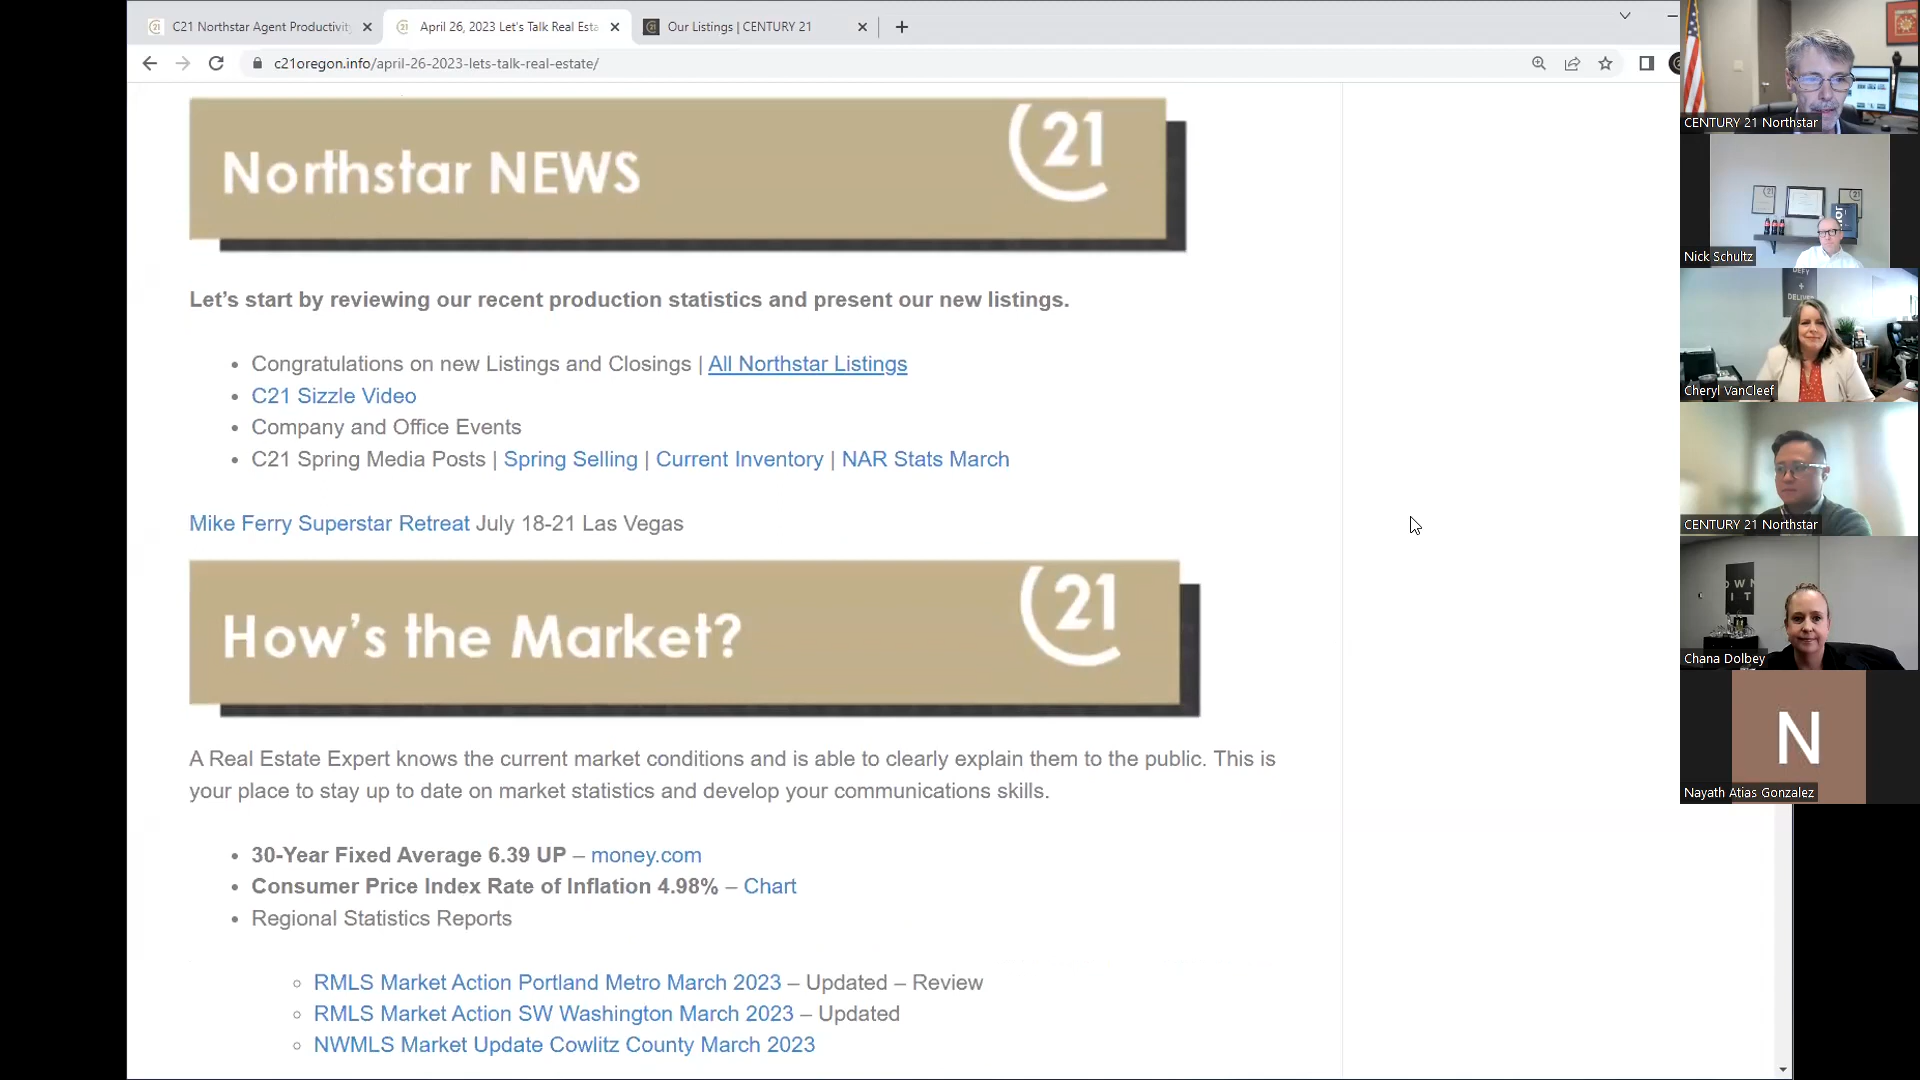 C21 Northstar Agent Productivity
April 26, 2023 Let's Talk Real Esta
Our Listings | CENTURY 21
c21oregon.info/april-26-2023-lets-talk-real-estate/
Northstar NEWS
21
Let's start by reviewing our recent production statistics and present our new listings.
Congratulations on new Listings and Closings | All Northstar Listings
C21 Sizzle Video
Company and Office Events
C21 Spring Media Posts | Spring Selling | Current Inventory | NAR Stats March
Mike Ferry Superstar Retreat July 18-21 Las Vegas
How's the Market?
21
A Real Estate Expert knows the current market conditions and is able to clearly explain them to the public. This is
your place to stay up to date on market statistics and develop your communications skills.
30-Year Fixed Average 6.39 UP – money.com
Consumer Price Index Rate of Inflation 4.98% – Chart
Regional Statistics Reports
RMLS Market Action Portland Metro March 2023 – Updated – Review
RMLS Market Action SW Washington March 2023 – Updated
NWMLS Market Update Cowlitz County March 2023
CENTURY 21 Northstar
Nick Schultz
DEFY
+
DELIVER
Cheryl VanCleef
CENTURY 21 Northstar
Chana Dolbey
N
Nayath Atias Gonzalez